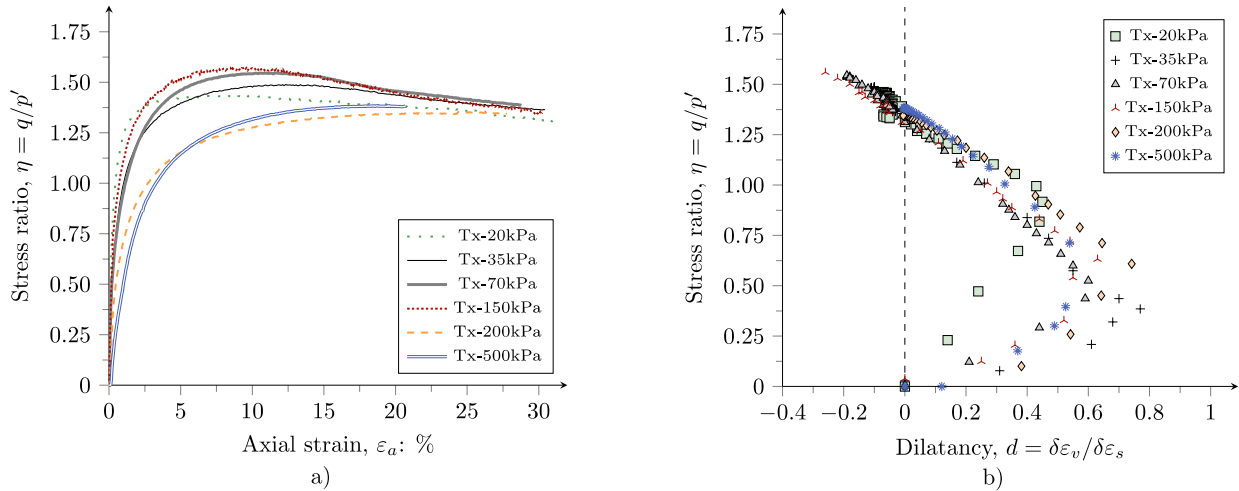 0
0.25
0.50
0.75
1.00
1.25
1.50
1.75
0
5
10
15
20
25
30
Stress ratio, η = q/p′
Axial strain, εₐ: %
Tx-20kPa
Tx-35kPa
Tx-70kPa
Tx-150kPa
Tx-200kPa
Tx-500kPa
a)
0
0.25
0.50
0.75
1.00
1.25
1.50
1.75
−0.4
−0.2
0
0.2
0.4
0.6
0.8
1
Stress ratio, η = q/p′
Dilatancy, d = δεᵥ/δεₛ
Tx-20kPa
Tx-35kPa
Tx-70kPa
Tx-150kPa
Tx-200kPa
Tx-500kPa
b)